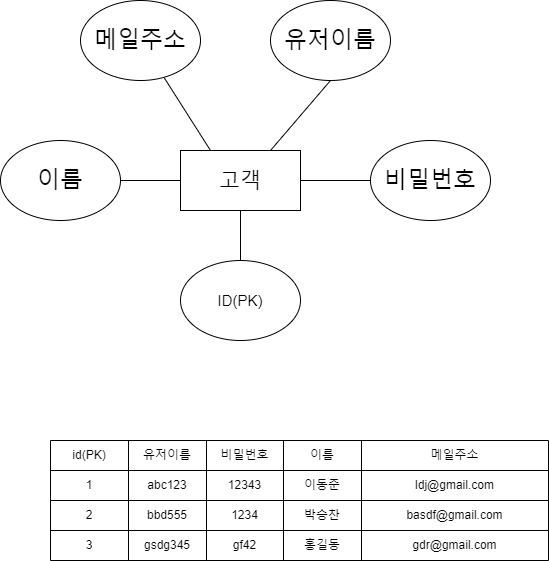 메일주소 유저이름
이름 고객 비밀번호
ID(PK)
id(PK) 유저이름 비밀번호 이름 메일주소
1 abc123 12343 이동준 ldj@gmail.com
2 bbd555 1234 박승찬 basdf@gmail.com
3 gsdg345 gf42 홍길동 gdr@gmail.com